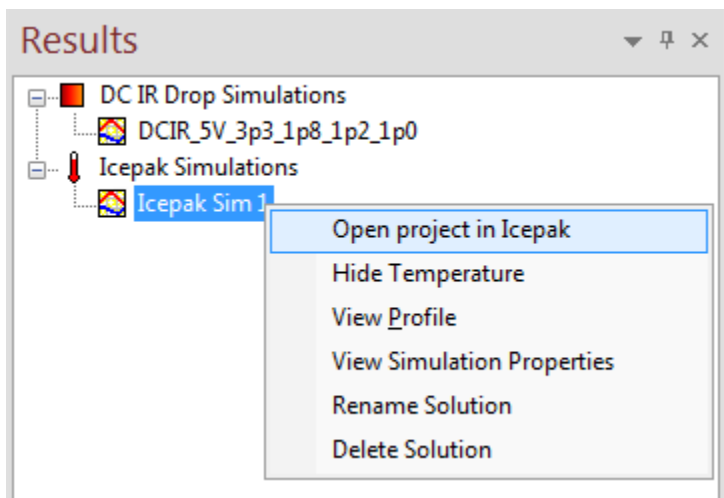 Results
DC IR Drop Simulations
DCIR_5V_3p3_1p8_1p2_1p0
Icepak Simulations
Icepak Sim 1
Open project in Icepak
Hide Temperature
View Profile
View Simulation Properties
Rename Solution
Delete Solution